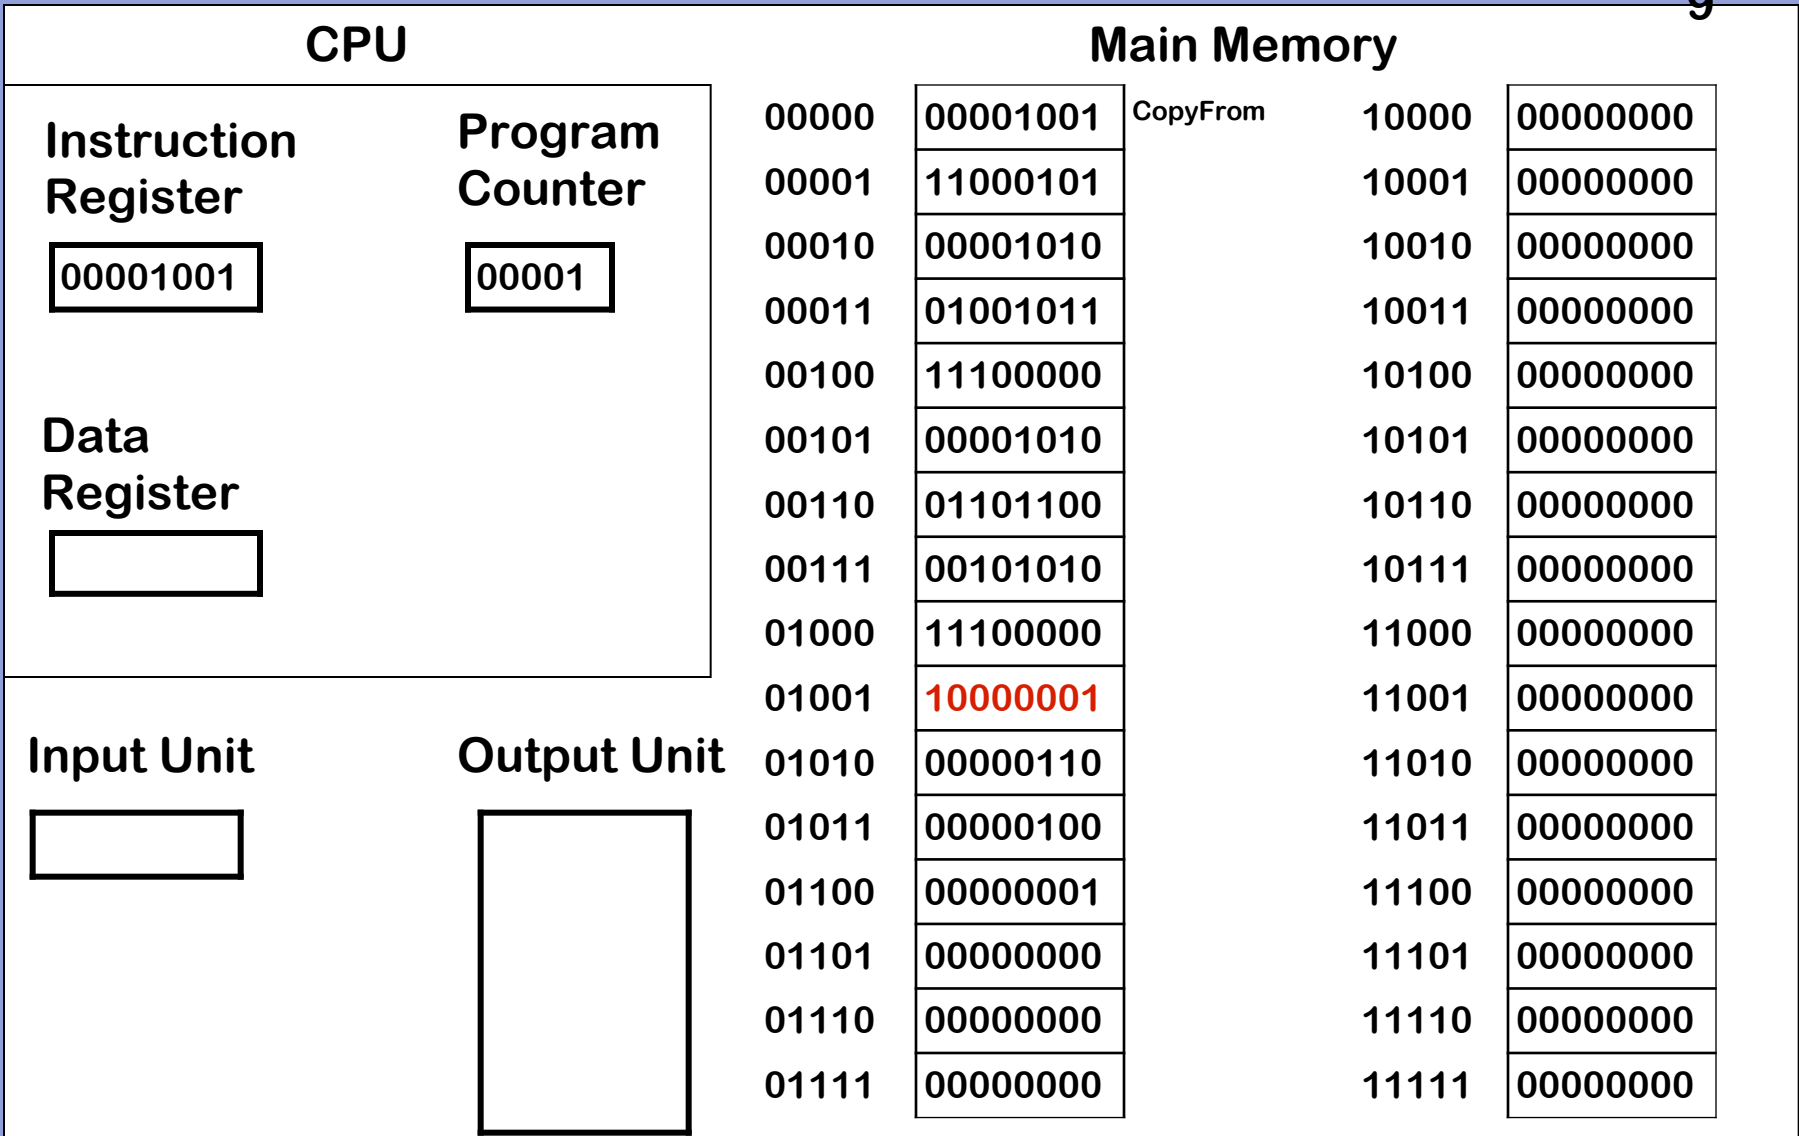 9
CPU
Main Memory
Instruction Register
Program Counter
00001001
00001
Data Register
Input Unit
Output Unit
00000 00001001 CopyFrom 10000 00000000
00001 11000101 10001 00000000
00010 00001010 10010 00000000
00011 01001011 10011 00000000
00100 11100000 10100 00000000
00101 00001010 10101 00000000
00110 01101100 10110 00000000
00111 00101010 10111 00000000
01000 11100000 11000 00000000
01001 10000001 11001 00000000
01010 00000110 11010 00000000
01011 00000100 11011 00000000
01100 00000001 11100 00000000
01101 00000000 11101 00000000
01110 00000000 11110 00000000
01111 00000000 11111 00000000